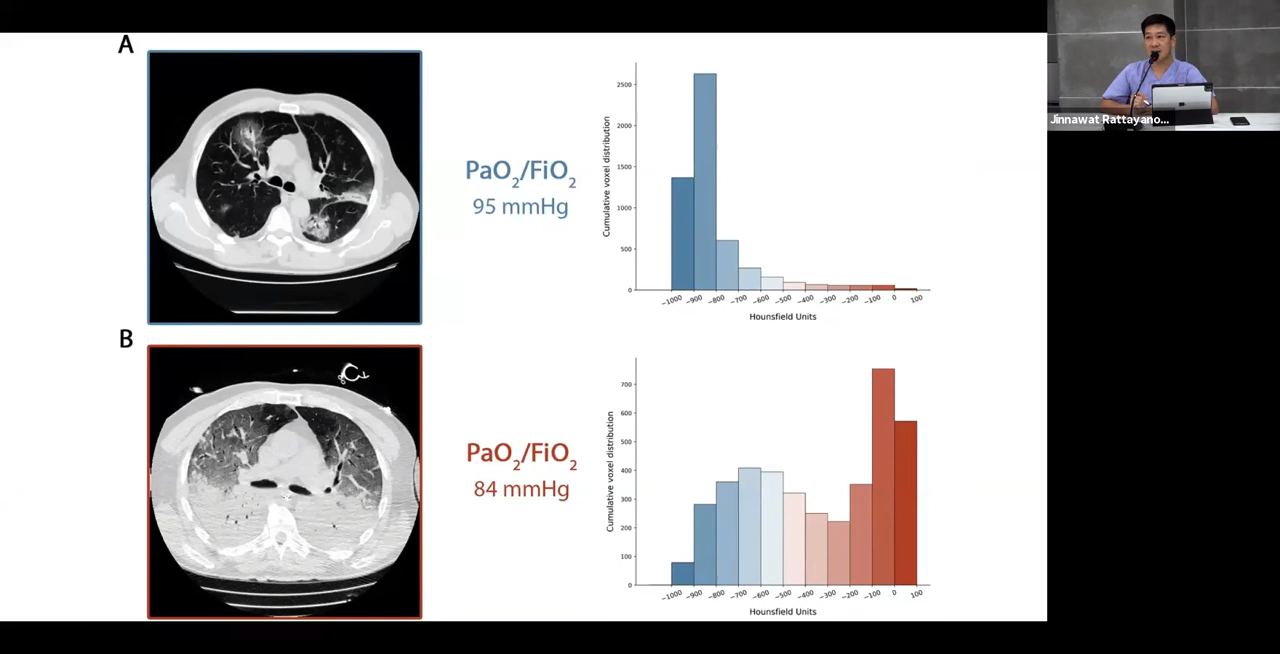 A
PaO2/FiO2
95 mmHg
Cumulative voxel distribution
2500
2000
1500
1000
500
0
−1000 −900 −800 −700 −600 −500 −400 −300 −200 −100 0 100
Hounsfield Units
B
PaO2/FiO2
84 mmHg
Cumulative voxel distribution
700
600
500
400
300
200
100
0
−1000 −900 −800 −700 −600 −500 −400 −300 −200 −100 0 100
Hounsfield Units
Jinnawat Rattayano...